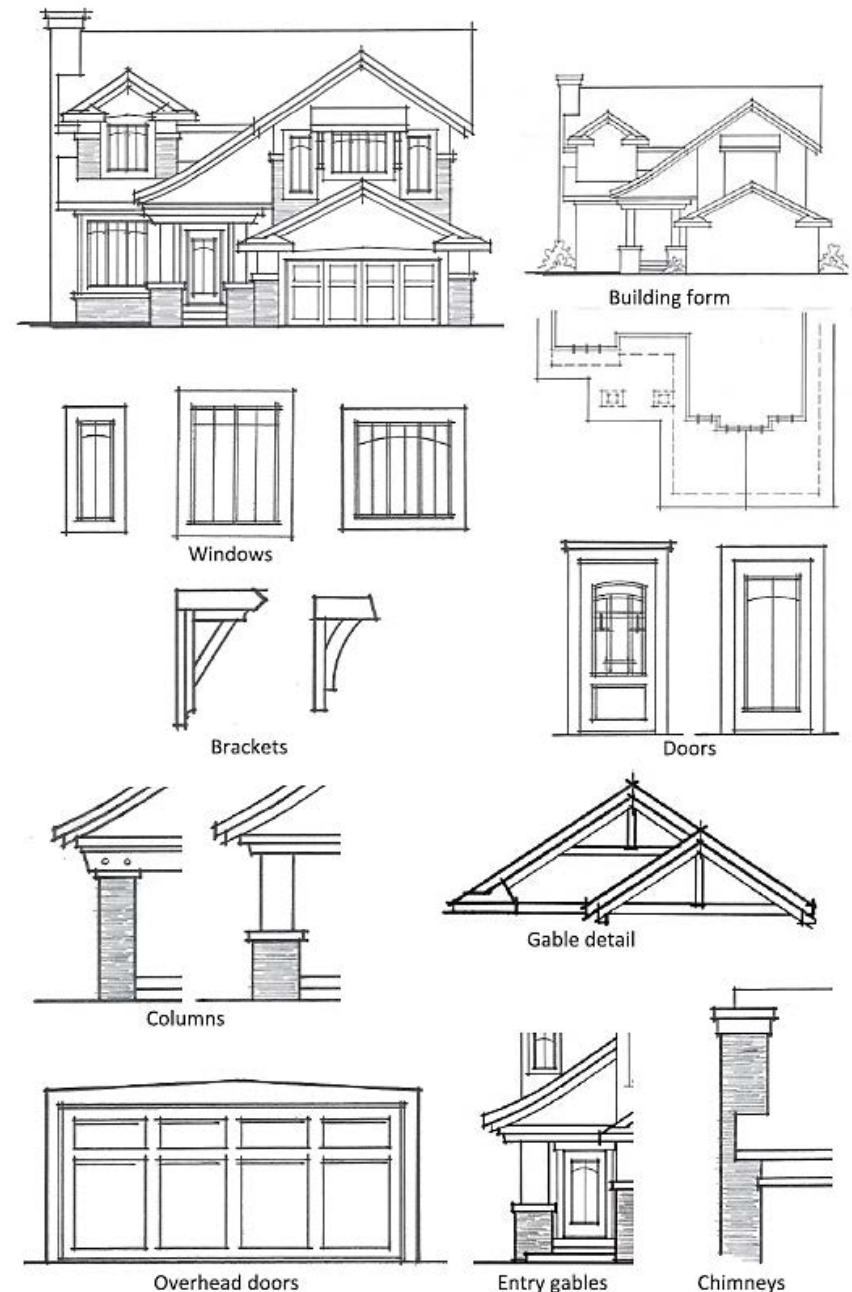 Building form
Windows
Brackets
Doors
Columns
Gable detail
Overhead doors
Entry gables
Chimneys